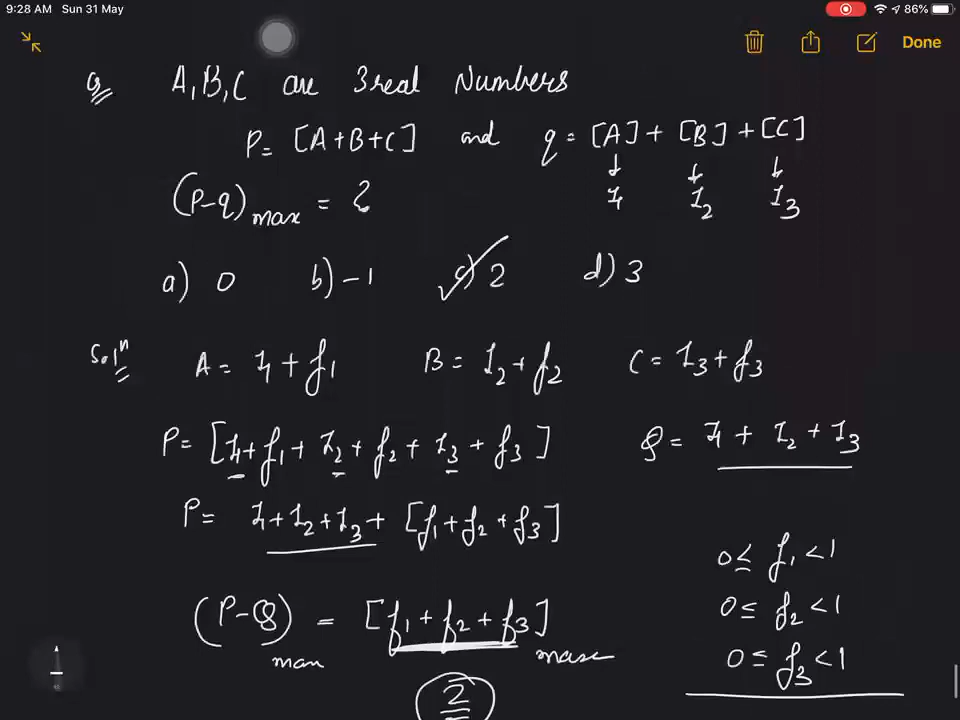 9:28 AM Sun 31 May 86%
Done
Q A, B, C are 3 real Numbers
P = [A+B+C] and q = [A] + [B] + [C]
↓ ↓ ↓
I1 I2 I3
(P-q)max = ?
a) 0 b) -1 c) 2 d) 3
Solⁿ A = I1 + f1 B = I2 + f2 C = I3 + f3
P = [I1 + f1 + I2 + f2 + I3 + f3] Q = I1 + I2 + I3
P = I1 + I2 + I3 + [f1 + f2 + f3]
0 ≤ f1 < 1
0 ≤ f2 < 1
(P-Q)max = [f1 + f2 + f3]max
0 ≤ f3 < 1
2